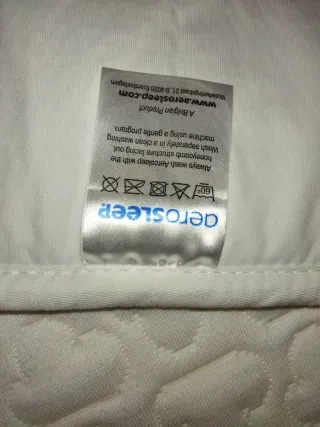 aerosleep
60°
Always wash Aerosleep with the
honeycomb structure facing out
Wash separately in a clean washing
machine using a gentle program.
A Belgian Product
www.aerosleep.com